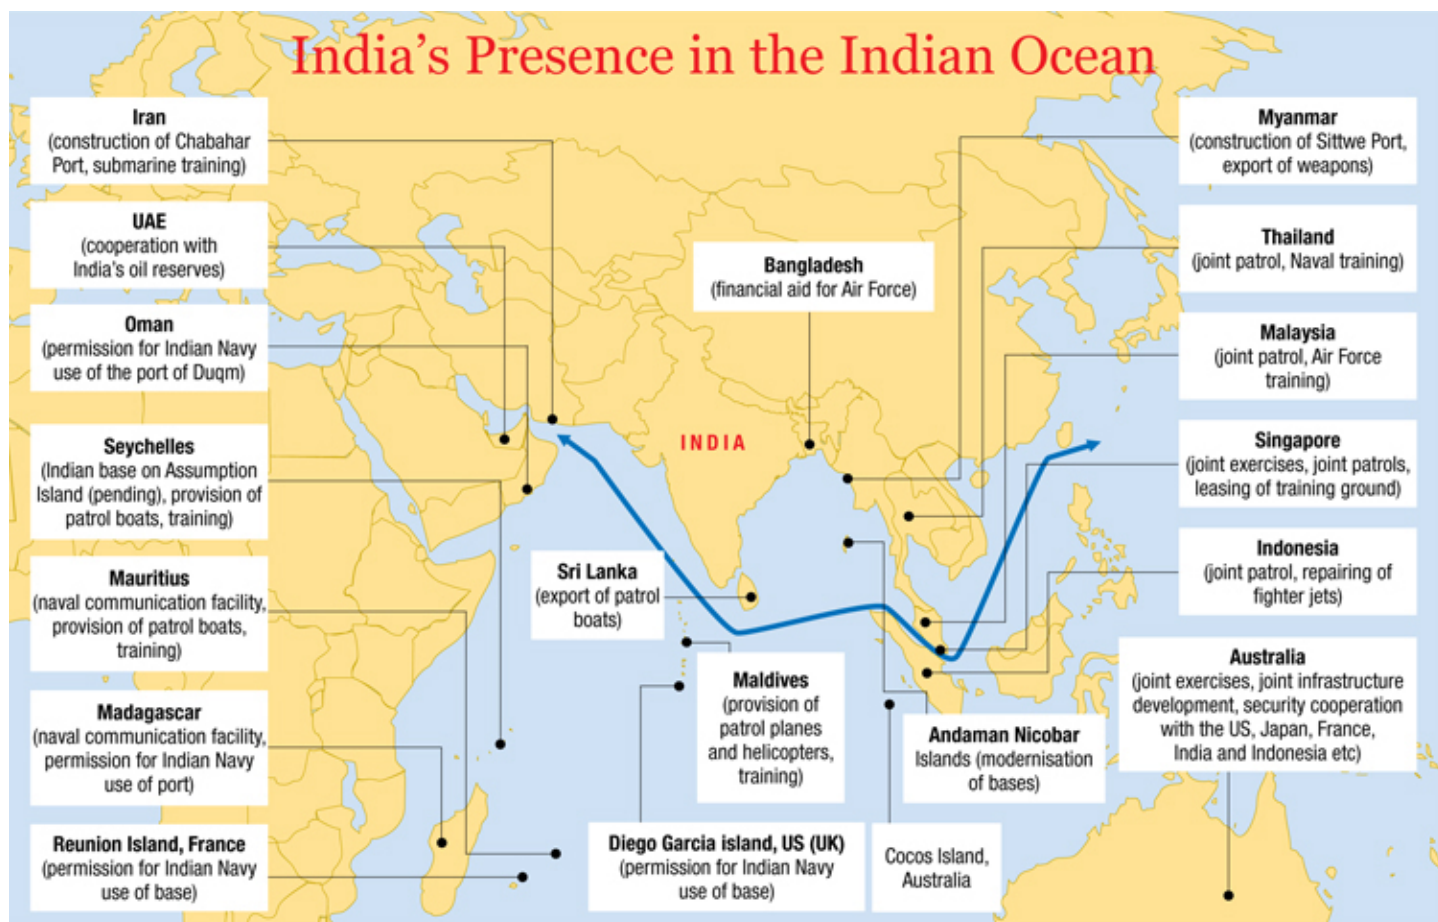 India's Presence in the Indian Ocean
Iran
(construction of Chabahar
Port, submarine training)
UAE
(cooperation with
India's oil reserves)
Oman
(permission for Indian Navy
use of the port of Duqm)
Seychelles
(Indian base on Assumption
Island (pending), provision of
patrol boats, training)
Mauritius
(naval communication facility,
provision of patrol boats,
training)
Madagascar
(naval communication facility,
permission for Indian Navy
use of port)
Reunion Island, France
(permission for Indian Navy
use of base)
Bangladesh
(financial aid for Air Force)
INDIA
Sri Lanka
(export of patrol
boats)
Maldives
(provision of
patrol planes
and helicopters,
training)
Diego Garcia island, US (UK)
(permission for Indian Navy
use of base)
Cocos Island,
Australia
Andaman Nicobar
Islands (modernisation
of bases)
Myanmar
(construction of Sittwe Port,
export of weapons)
Thailand
(joint patrol, Naval training)
Malaysia
(joint patrol, Air Force
training)
Singapore
(joint exercises, joint patrols,
leasing of training ground)
Indonesia
(joint patrol, repairing of
fighter jets)
Australia
(joint exercises, joint infrastructure
development, security cooperation
with the US, Japan, France,
India and Indonesia etc)